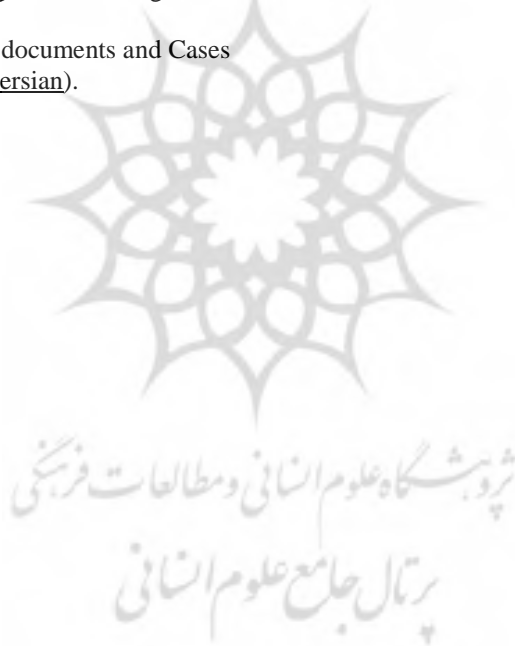 documents and Cases
ersian).
پژوهشگاه علوم انسانی و مطالعات فرهنگی
پرتال جامع علوم انسانی